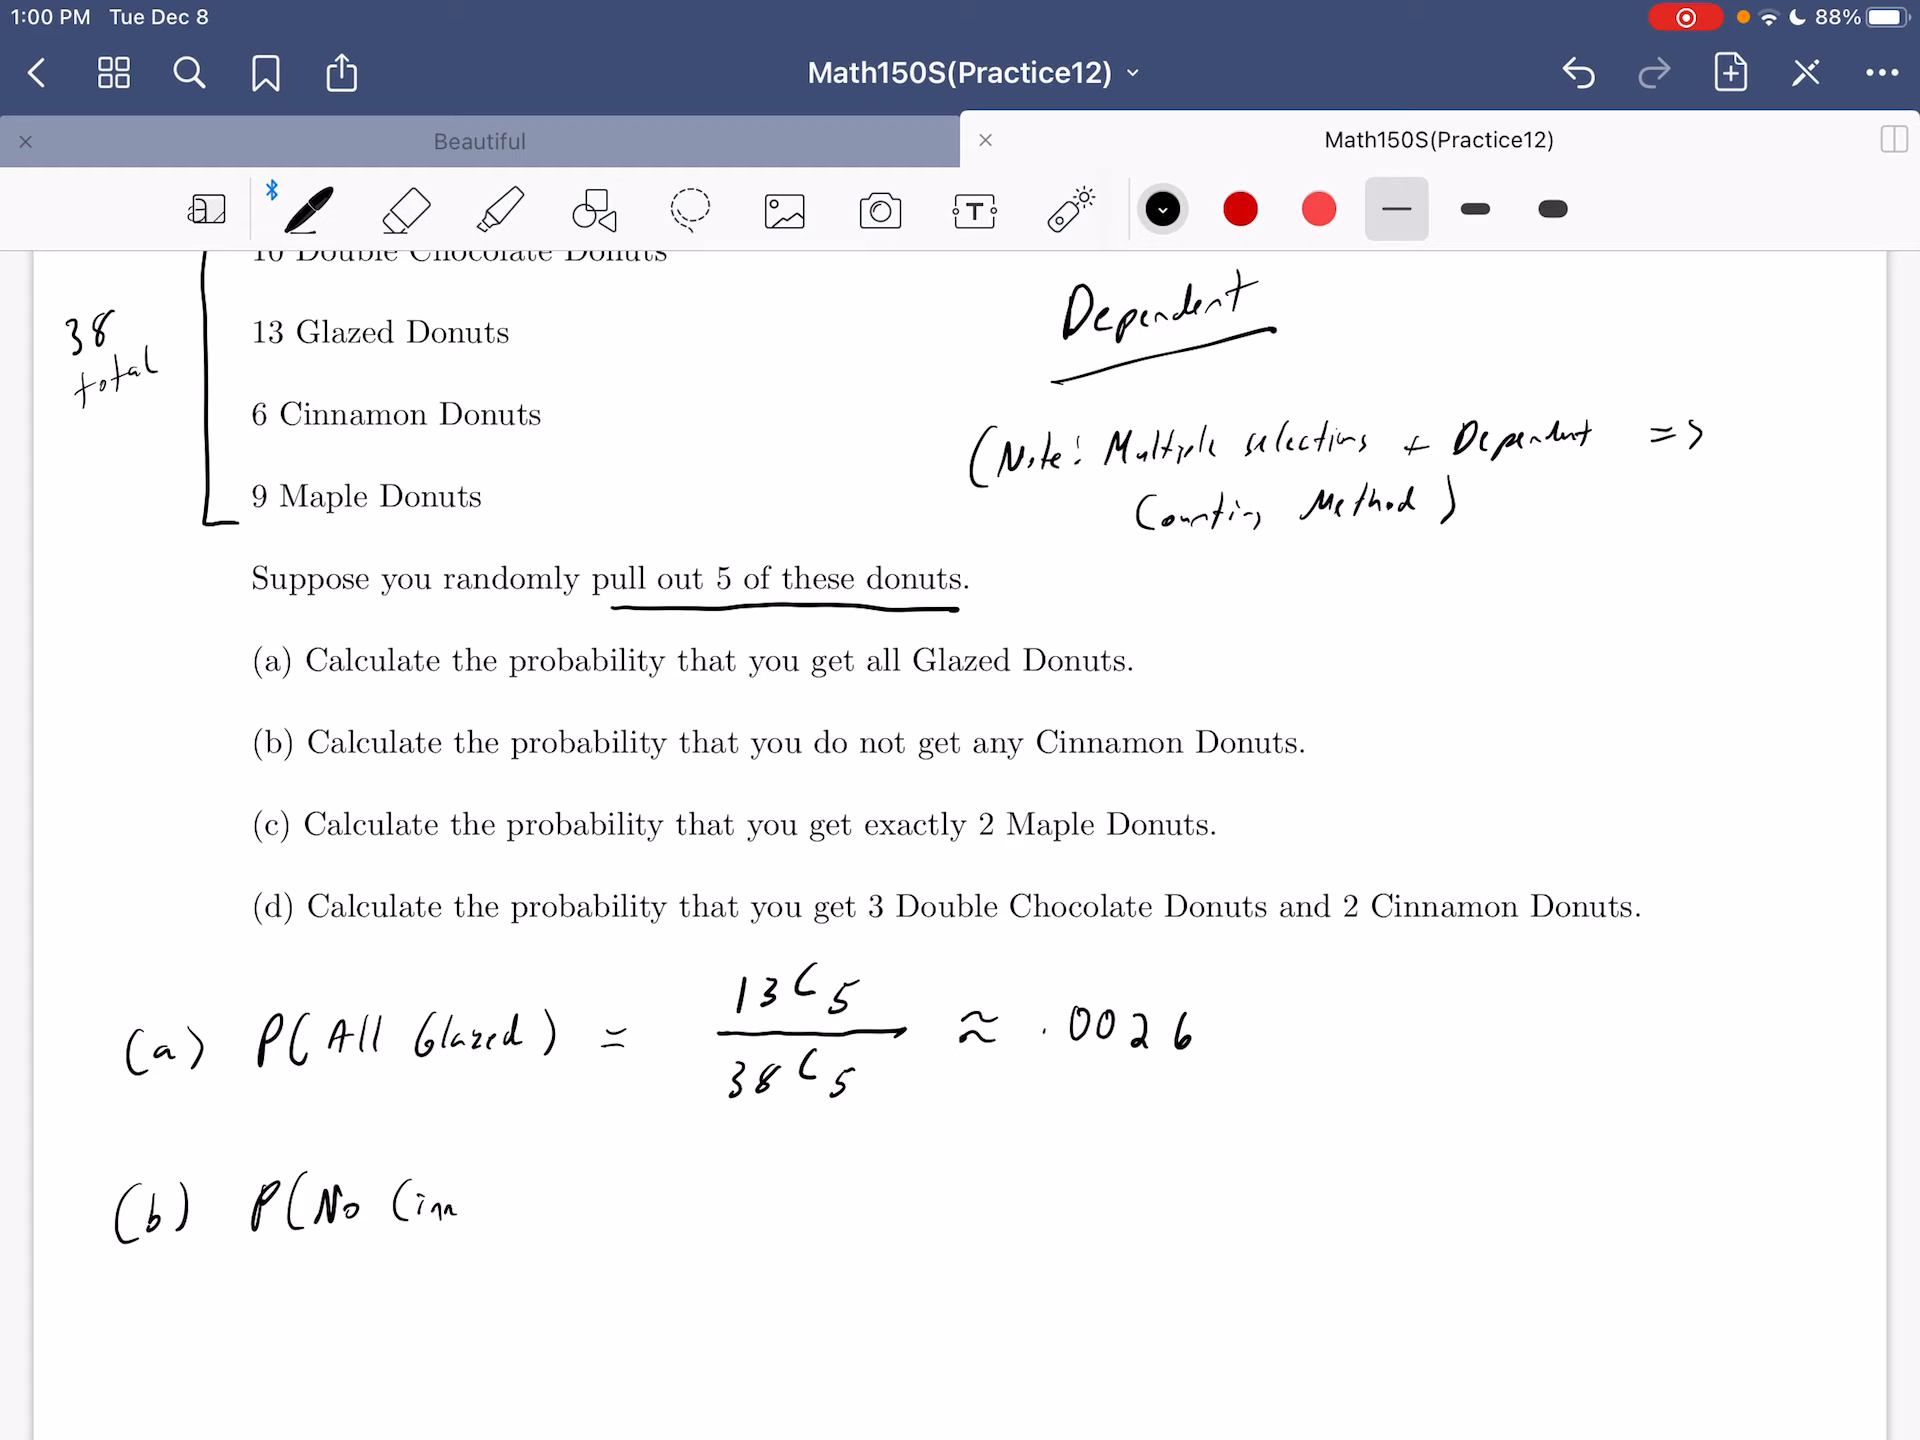 1:00 PM Tue Dec 8
88%
Math150S(Practice12)
Beautiful
Math150S(Practice12)
10 Double Chocolate Donuts
38 total
13 Glazed Donuts
6 Cinnamon Donuts
9 Maple Donuts
Dependent
(Note: Multiple selections + Dependent =>
Counting Method)
Suppose you randomly pull out 5 of these donuts.
(a) Calculate the probability that you get all Glazed Donuts.
(b) Calculate the probability that you do not get any Cinnamon Donuts.
(c) Calculate the probability that you get exactly 2 Maple Donuts.
(d) Calculate the probability that you get 3 Double Chocolate Donuts and 2 Cinnamon Donuts.
(a) P(All Glazed) = 13C5 / 38C5 ≈ .0026
(b) P(No Cinn